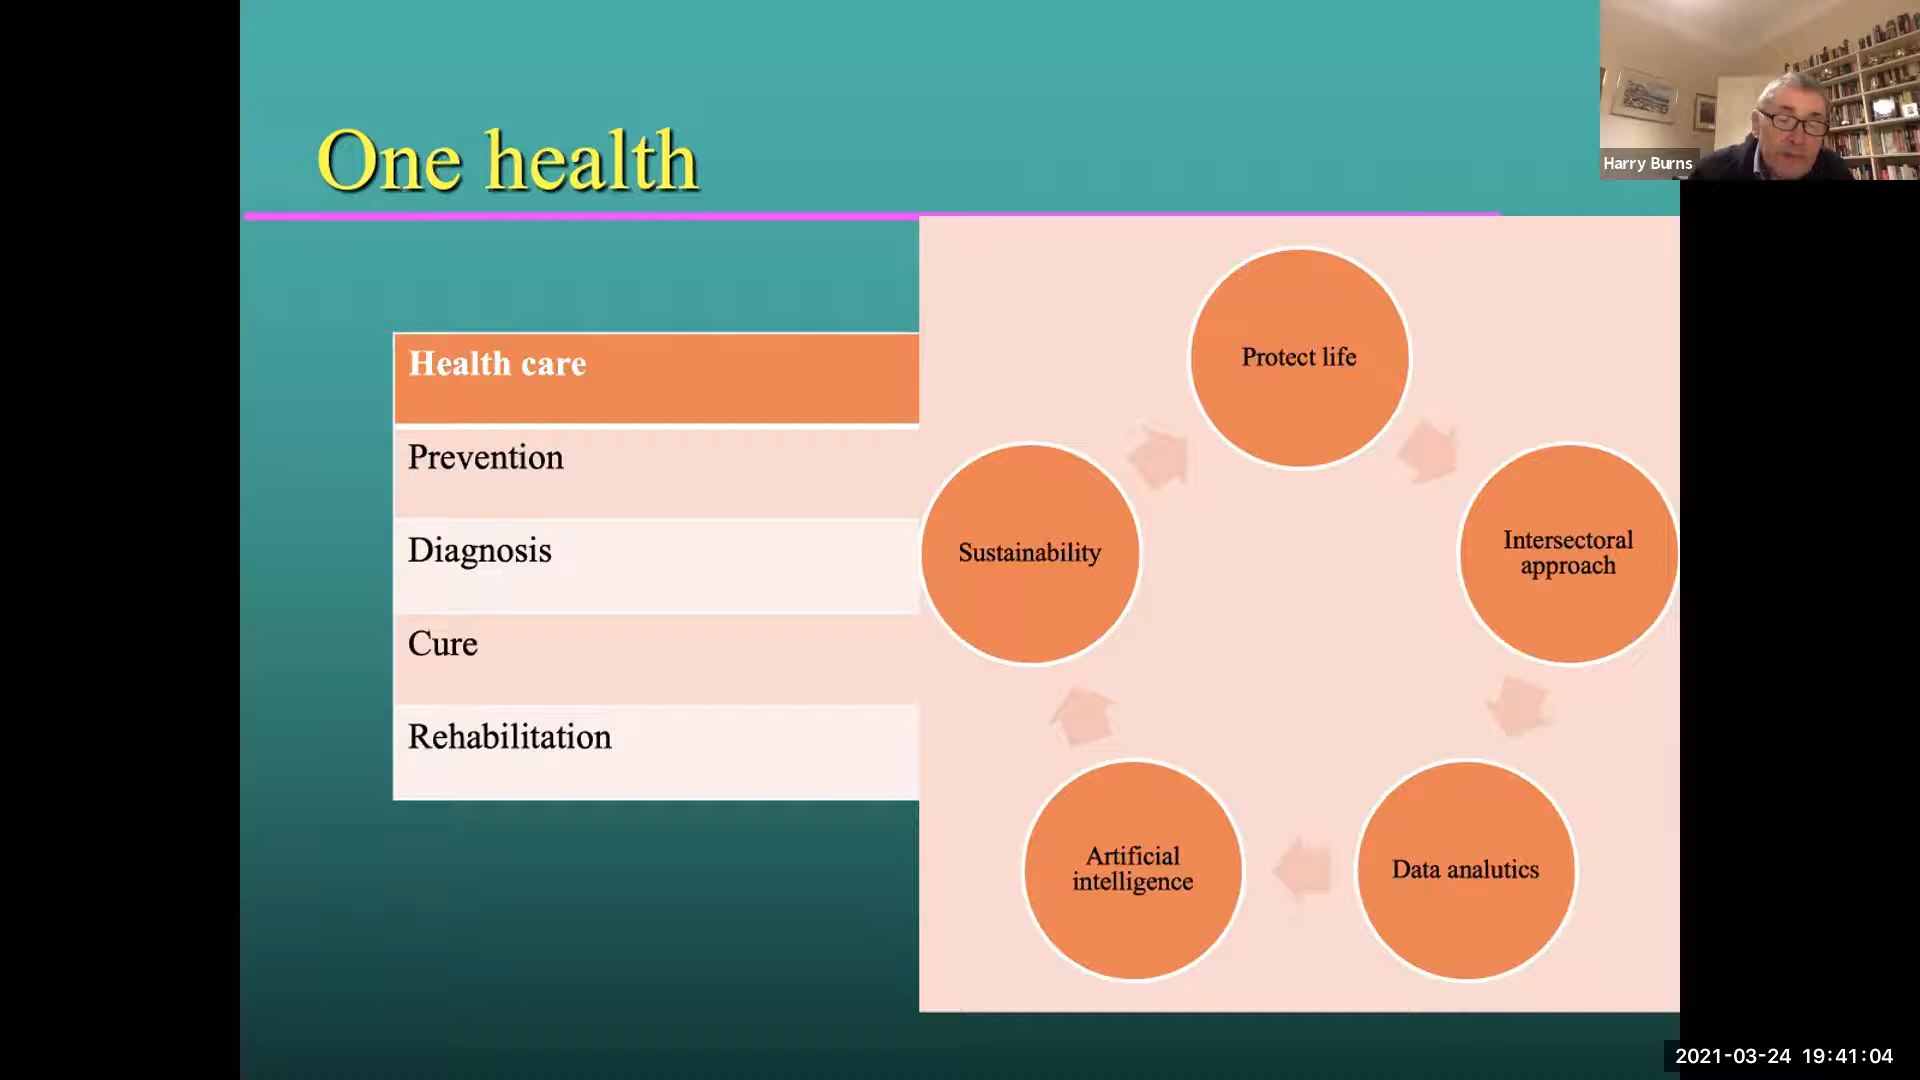 One health
Harry Burns
Health care
Prevention
Diagnosis
Cure
Rehabilitation
Protect life
Intersectoral
approach
Data analutics
Artificial
intelligence
Sustainability
2021-03-24 19:41:04